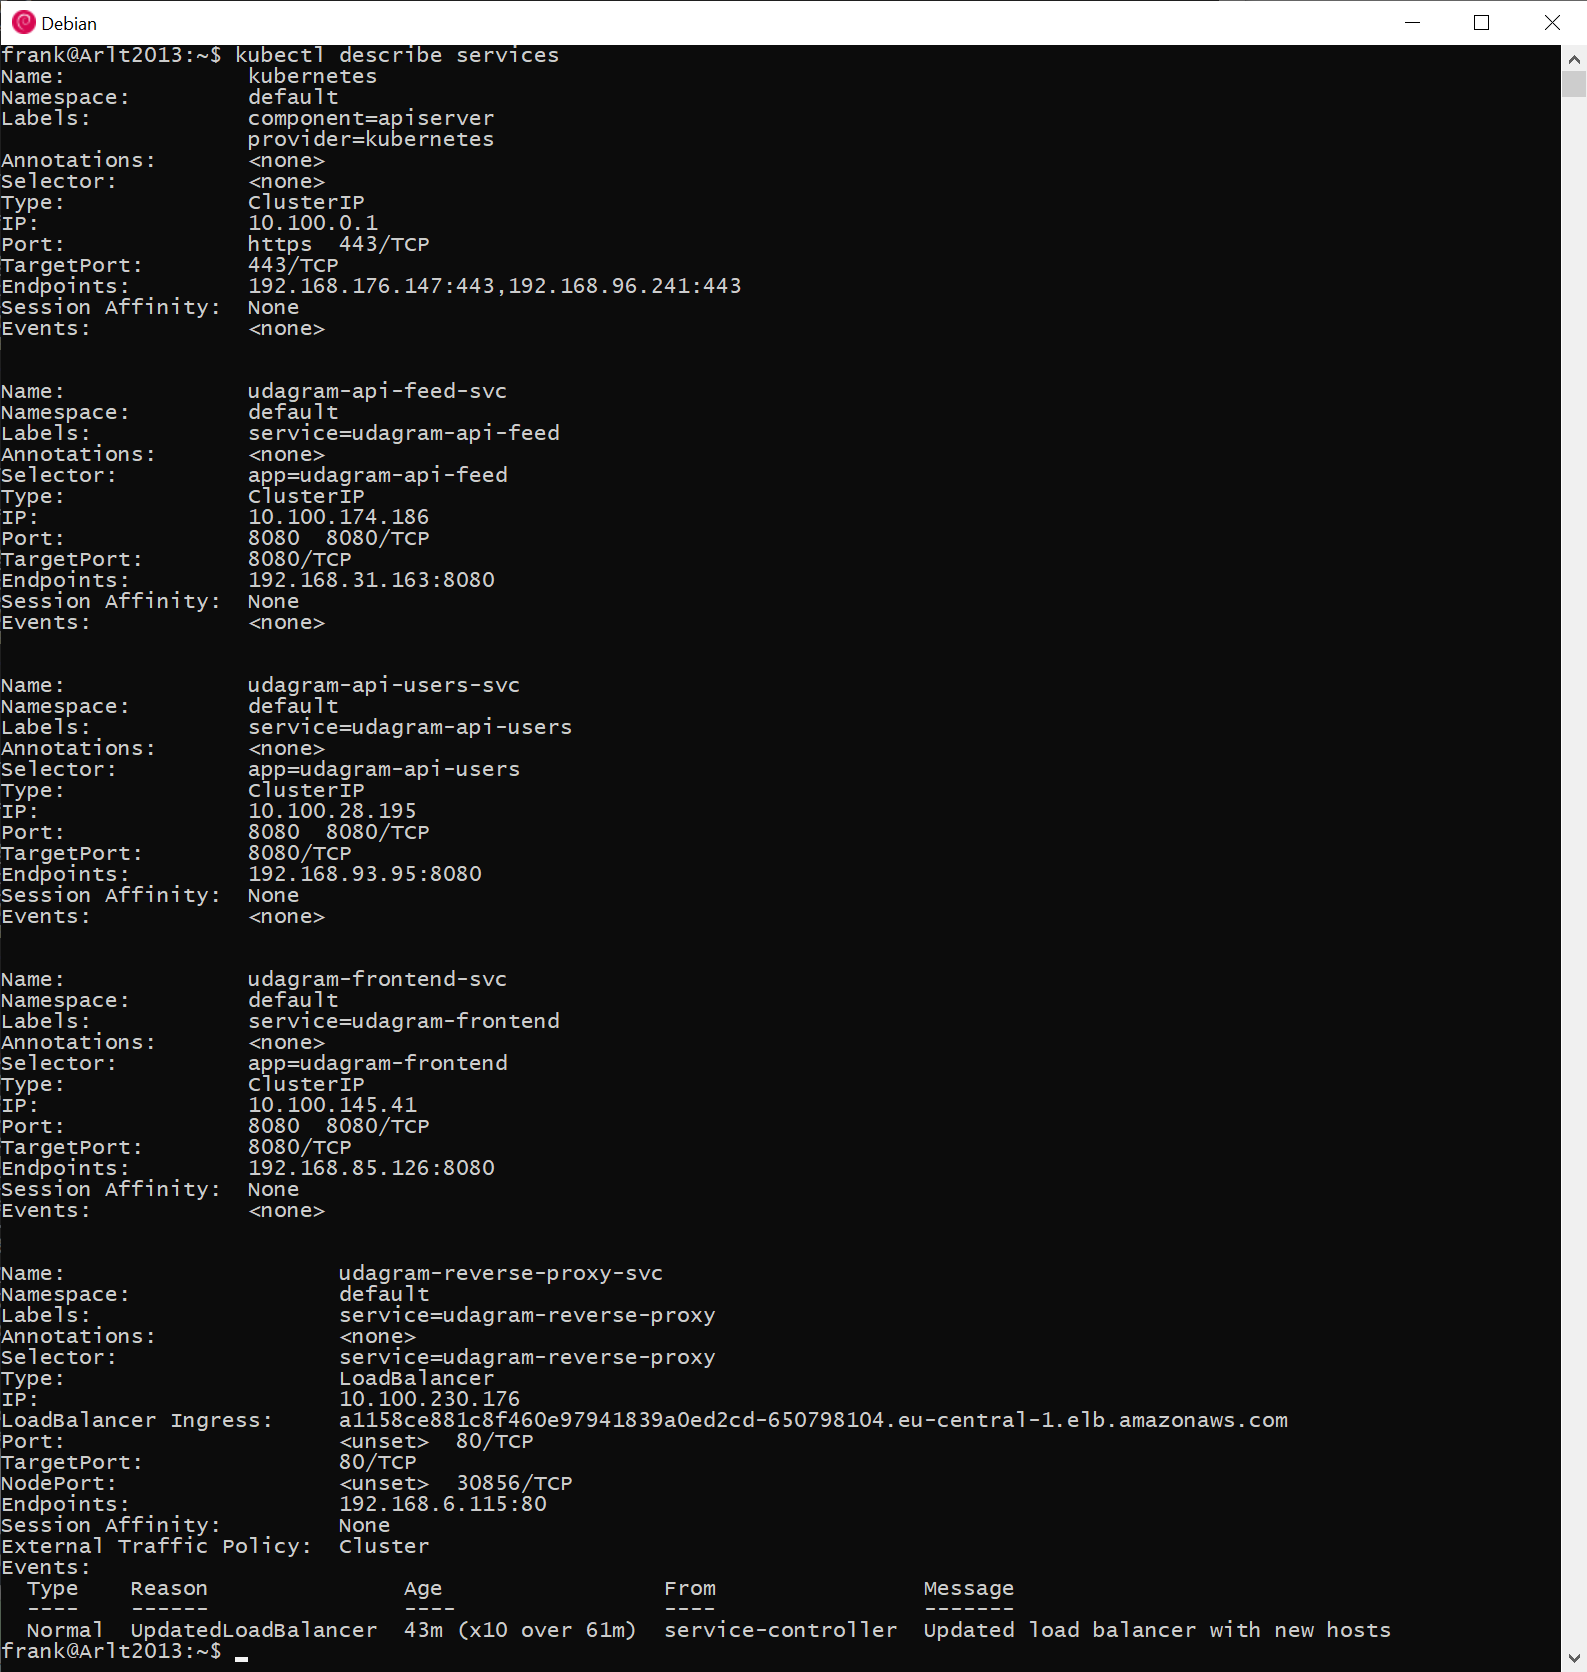 Debian
frank@Arlt2013:~$ kubectl describe services
Name:              kubernetes
Namespace:         default
Labels:            component=apiserver
                   provider=kubernetes
Annotations:       <none>
Selector:          <none>
Type:              ClusterIP
IP:                10.100.0.1
Port:              https  443/TCP
TargetPort:        443/TCP
Endpoints:         192.168.176.147:443,192.168.96.241:443
Session Affinity:  None
Events:            <none>
Name:              udagram-api-feed-svc
Namespace:         default
Labels:            service=udagram-api-feed
Annotations:       <none>
Selector:          app=udagram-api-feed
Type:              ClusterIP
IP:                10.100.174.186
Port:              8080  8080/TCP
TargetPort:        8080/TCP
Endpoints:         192.168.31.163:8080
Session Affinity:  None
Events:            <none>
Name:              udagram-api-users-svc
Namespace:         default
Labels:            service=udagram-api-users
Annotations:       <none>
Selector:          app=udagram-api-users
Type:              ClusterIP
IP:                10.100.28.195
Port:              8080  8080/TCP
TargetPort:        8080/TCP
Endpoints:         192.168.93.95:8080
Session Affinity:  None
Events:            <none>
Name:              udagram-frontend-svc
Namespace:         default
Labels:            service=udagram-frontend
Annotations:       <none>
Selector:          app=udagram-frontend
Type:              ClusterIP
IP:                10.100.145.41
Port:              8080  8080/TCP
TargetPort:        8080/TCP
Endpoints:         192.168.85.126:8080
Session Affinity:  None
Events:            <none>
Name:                     udagram-reverse-proxy-svc
Namespace:                default
Labels:                   service=udagram-reverse-proxy
Annotations:              <none>
Selector:                 service=udagram-reverse-proxy
Type:                     LoadBalancer
IP:                       10.100.230.176
LoadBalancer Ingress:     a1158ce881c8f460e97941839a0ed2cd-650798104.eu-central-1.elb.amazonaws.com
Port:                     <unset>  80/TCP
TargetPort:               80/TCP
NodePort:                 <unset>  30856/TCP
Endpoints:                192.168.6.115:80
Session Affinity:         None
External Traffic Policy:  Cluster
Events:
  Type    Reason               Age                 From                Message
  ----    ------               ----                ----                -------
  Normal  UpdatedLoadBalancer  43m (x10 over 61m)  service-controller  Updated load balancer with new hosts
frank@Arlt2013:~$